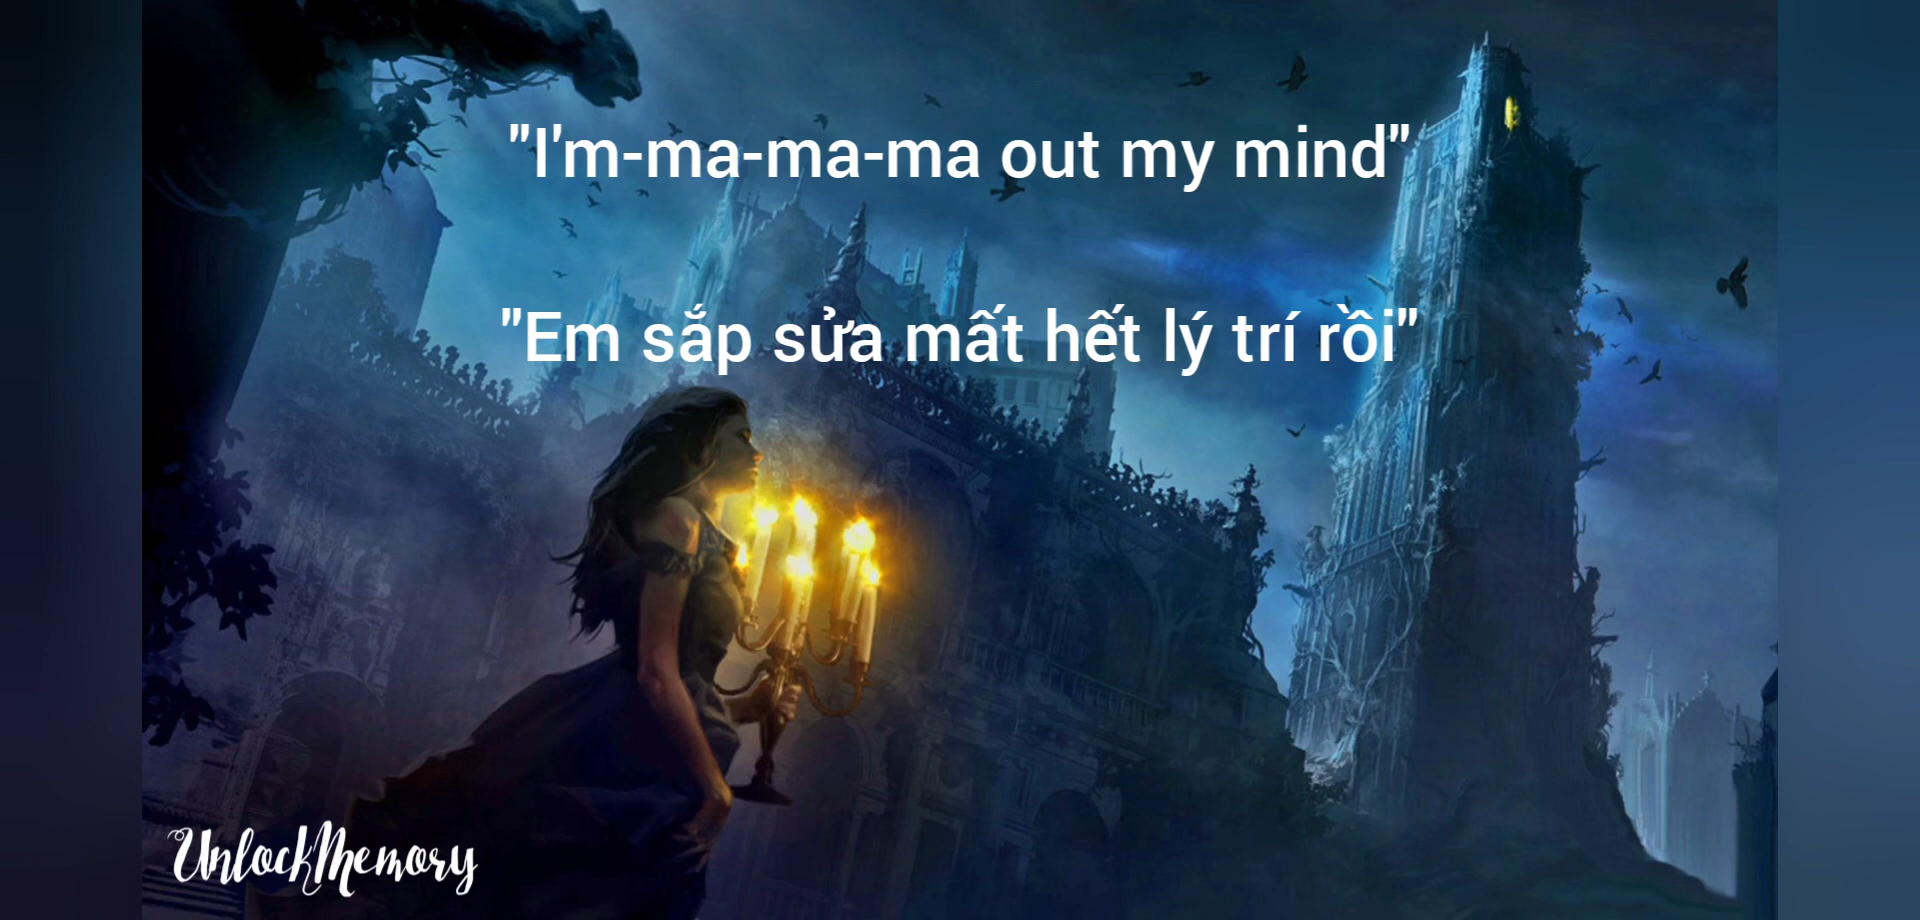 "I'm-ma-ma-ma out my mind"
"Em sắp sửa mất hết lý trí rồi"
UnlockMemory